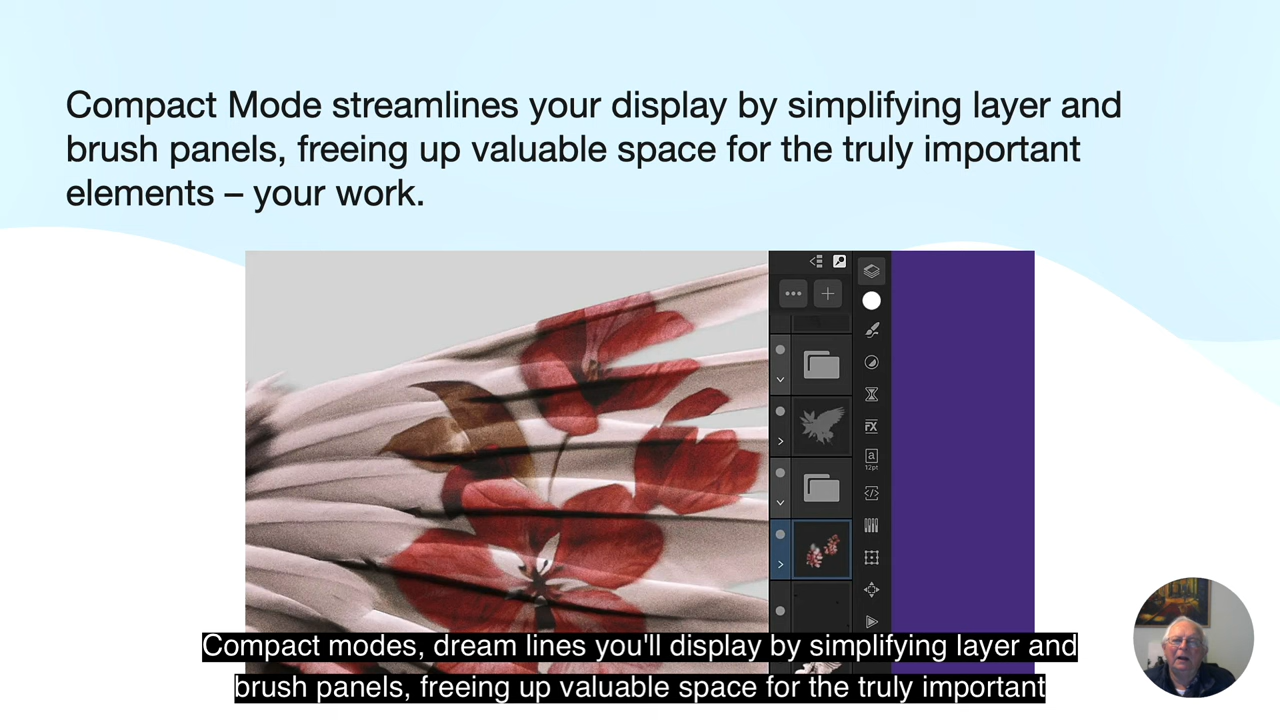 Compact Mode streamlines your display by simplifying layer and
brush panels, freeing up valuable space for the truly important
elements – your work.
FX
a
12pt
Compact modes, dream lines you'll display by simplifying layer and
brush panels, freeing up valuable space for the truly important